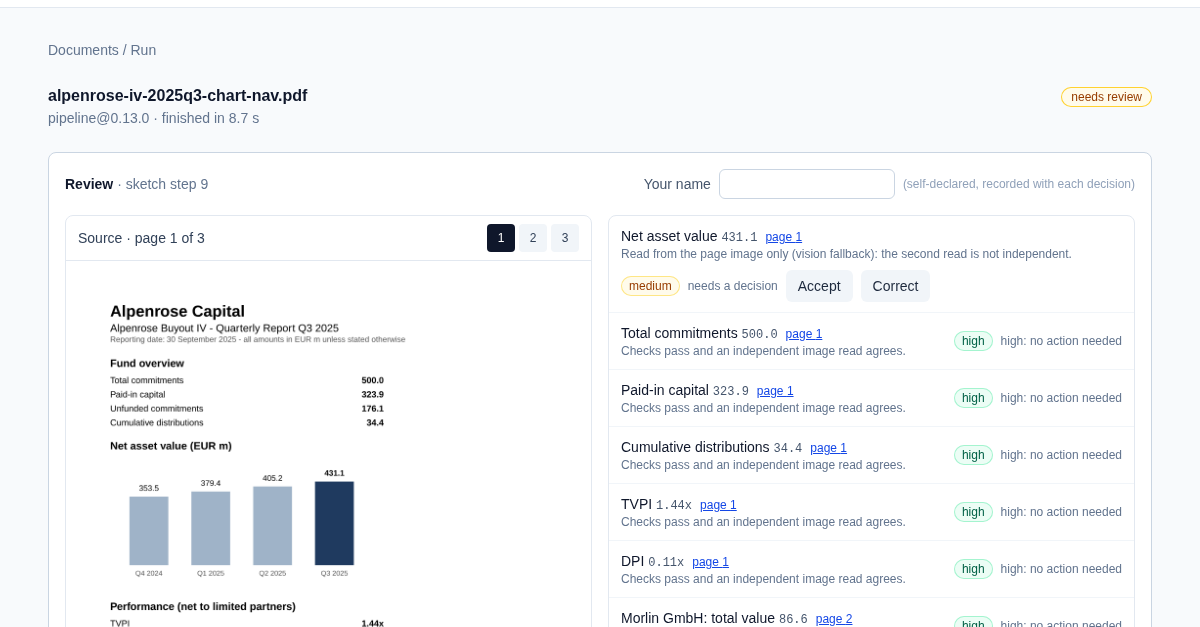 Documents / Run
alpenrose-iv-2025q3-chart-nav.pdf
needs review
pipeline@0.13.0 · finished in 8.7 s
Review · sketch step 9
Your name
(self-declared, recorded with each decision)
Source · page 1 of 3
1 2 3
Alpenrose Capital
Alpenrose Buyout IV - Quarterly Report Q3 2025
Reporting date: 30 September 2025 - all amounts in EUR m unless stated otherwise
Fund overview
Total commitments 500.0
Paid-in capital 323.9
Unfunded commitments 176.1
Cumulative distributions 34.4
Net asset value (EUR m)
353.5 379.4 405.2 431.1
Q4 2024 Q1 2025 Q2 2025 Q3 2025
Performance (net to limited partners)
TVPI 1.44x
Net asset value 431.1 page 1
Read from the page image only (vision fallback): the second read is not independent.
medium needs a decision Accept Correct
Total commitments 500.0 page 1
Checks pass and an independent image read agrees.
high high: no action needed
Paid-in capital 323.9 page 1
Checks pass and an independent image read agrees.
high high: no action needed
Cumulative distributions 34.4 page 1
Checks pass and an independent image read agrees.
high high: no action needed
TVPI 1.44x page 1
Checks pass and an independent image read agrees.
high high: no action needed
DPI 0.11x page 1
Checks pass and an independent image read agrees.
high high: no action needed
Morlin GmbH: total value 86.6 page 2
high high: no action needed